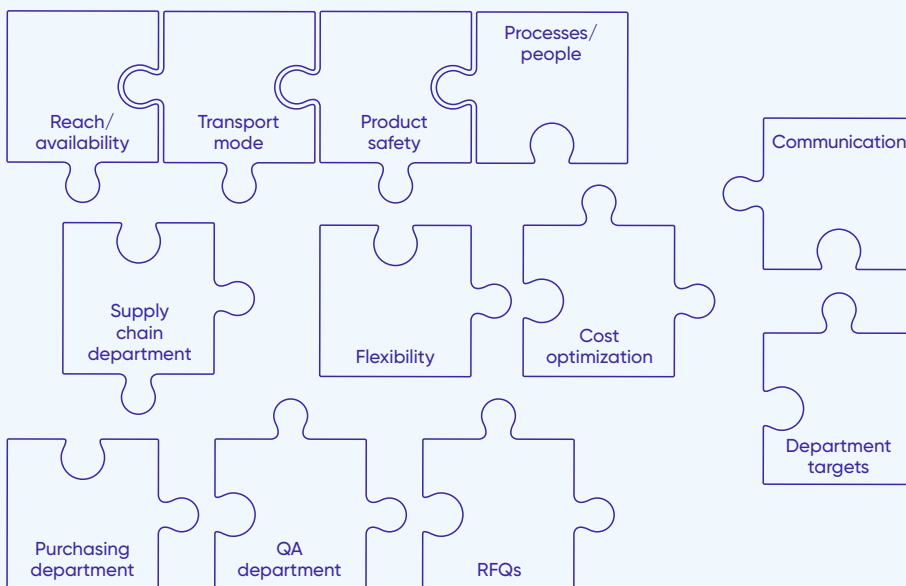 Processes/
people
Reach/
availability
Transport
mode
Product
safety
Communication
Supply
chain
department
Flexibility
Cost
optimization
Department
targets
Purchasing
department
QA
department
RFQs